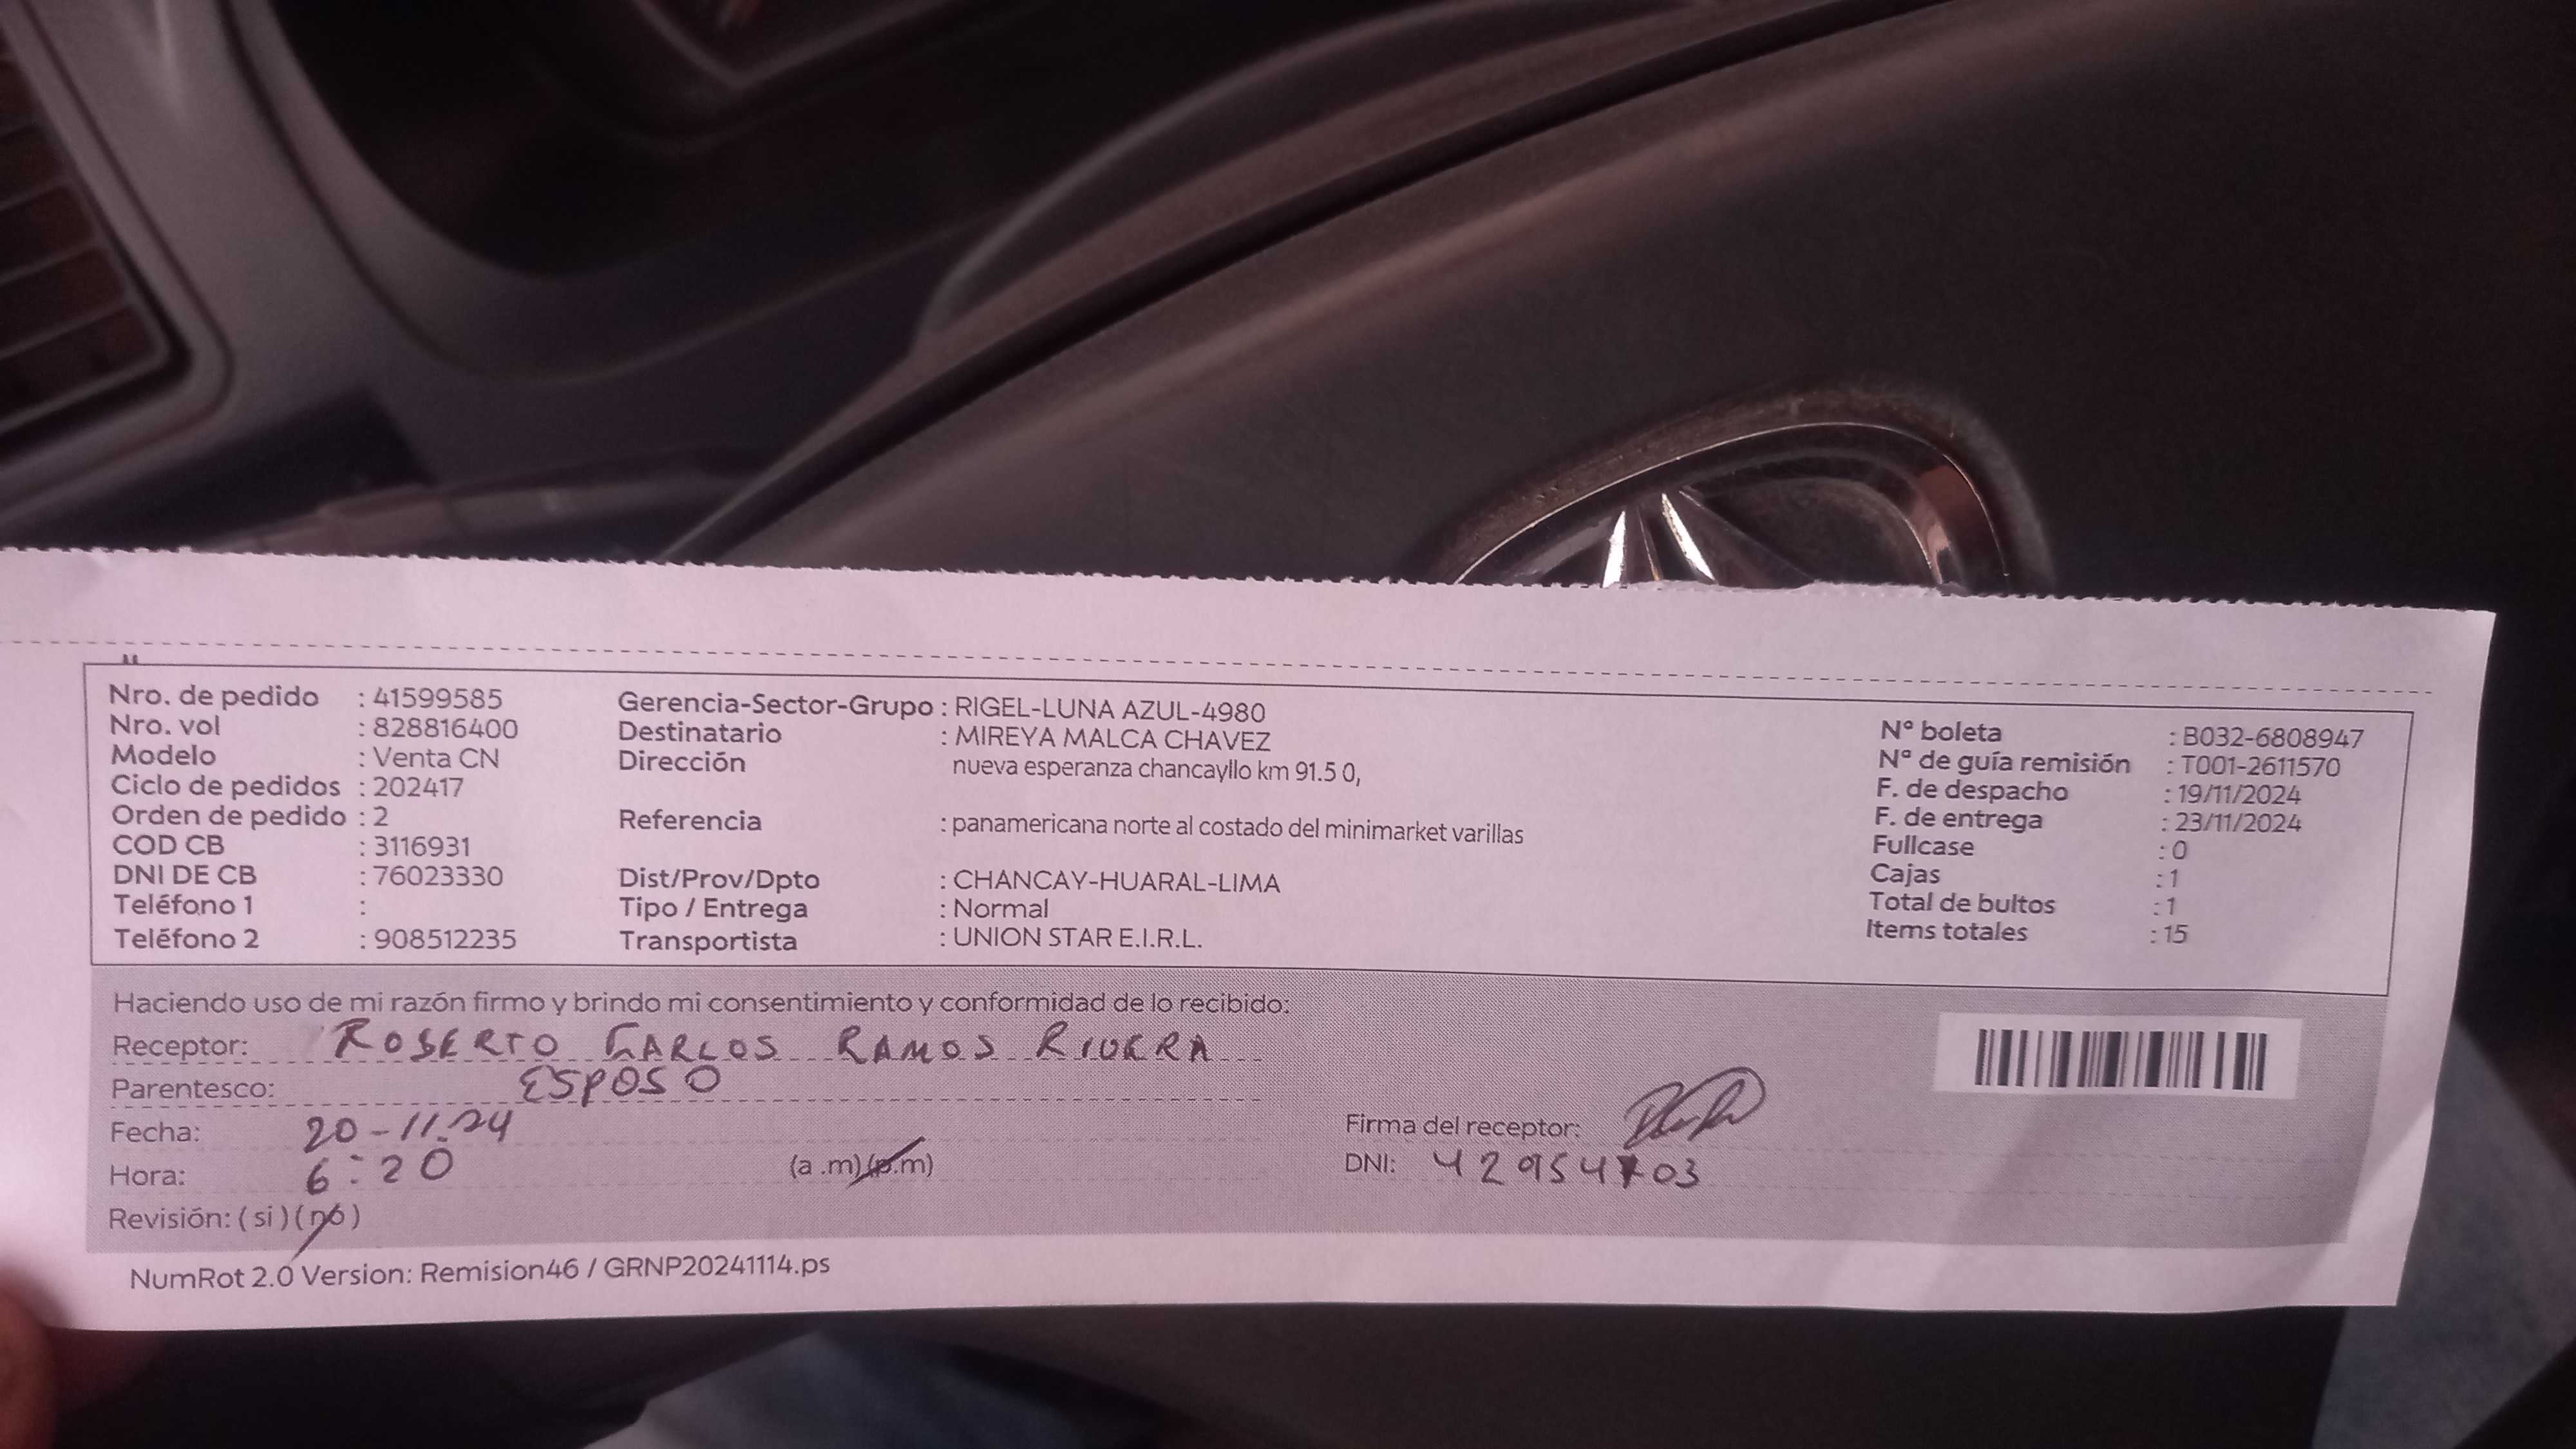 Nro. de pedido : 41599585
Nro. vol : 828816400
Modelo : Venta CN
Ciclo de pedidos : 202417
Orden de pedido : 2
COD CB : 3116931
DNI DE CB : 76023330
Teléfono 1 :
Teléfono 2 : 908512235
Gerencia-Sector-Grupo : RIGEL-LUNA AZUL-4980
Destinatario : MIREYA MALCA CHAVEZ
Dirección nueva esperanza chancayllo km 91.5 0,
Referencia : panamericana norte al costado del minimarket varillas
Dist/Prov/Dpto : CHANCAY-HUARAL-LIMA
Tipo / Entrega : Normal
Transportista : UNION STAR E.I.R.L.
Nº boleta : B032-6808947
Nª de guía remisión : T001-2611570
F. de despacho : 19/11/2024
F. de entrega : 23/11/2024
Fullcase : 0
Cajas : 1
Total de bultos : 1
Items totales : 15
Haciendo uso de mi razón firmo y brindo mi consentimiento y conformidad de lo recibido:
Receptor: ROBERTO CARLOS RAMOS RIVERA
Parentesco: ESPOSO
Fecha: 20-11.24
Hora: 6:20 (a .m) (p.m)
Revisión: ( si ) ( no )
Firma del receptor:
DNI: 42954703
NumRot 2.0 Version: Remision46 / GRNP20241114.ps